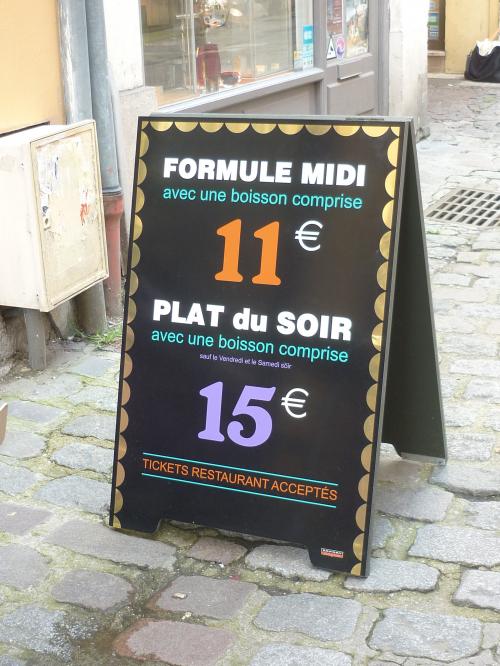 FORMULE MIDI
avec une boisson comprise
11 €
PLAT du SOIR
avec une boisson comprise
sauf le Vendredi et le Samedi soir
15 €
TICKETS RESTAURANT ACCEPTÉS